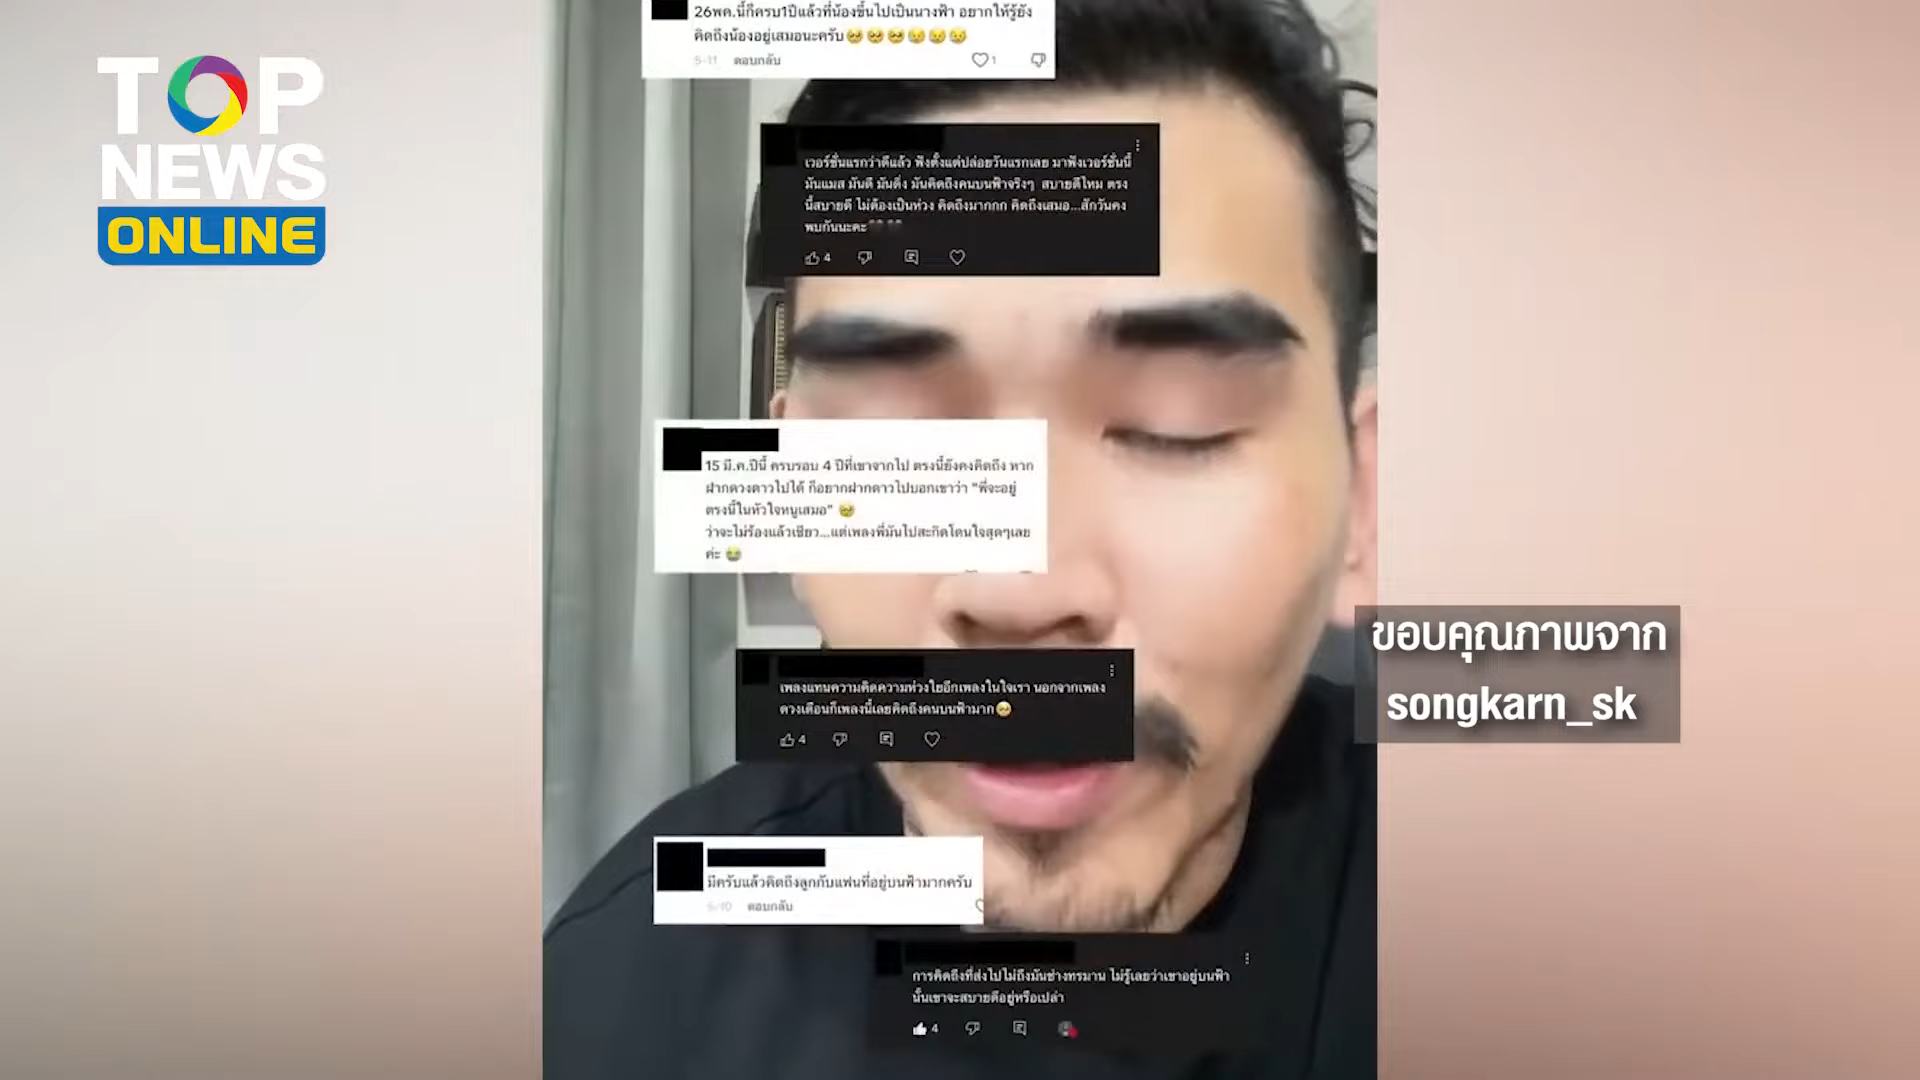 TOP
NEWS
ONLINE
26พค.นี้ก็ครบ1ปีแล้วที่น้องขึ้นไปเป็นนางฟ้า อยากให้รู้ยัง
คิดถึงน้องอยู่เสมอนะครับ🥹🥹🥹😢😢😢
5-11 ตอบกลับ 1
เวอร์ชั่นแรกว่าดีแล้ว ฟังตั้งแต่ปล่อยวันแรกเลย มาฟังเวอร์ชั่นนี้
มันแมส มันดี มันดิ่ง มันคิดถึงคนบนฟ้าจริงๆ สบายดีไหม ตรง
นี้สบายดี ไม่ต้องเป็นห่วง คิดถึงมากกก คิดถึงเสมอ...สักวันคง
พบกันนะคะ
4
15 มี.ค.ปีนี้ ครบรอบ 4 ปีที่เขาจากไป ตรงนี้ยังคงคิดถึง หาก
ฝากดวงดาวไปได้ ก็อยากฝากดาวไปบอกเขาว่า "พี่จะอยู่
ตรงนี้ในหัวใจหนูเสมอ" 🥹
ว่าจะไม่ร้องแล้วเชียว...แต่เพลงพี่มันไปสะกิดโดนใจสุดๆเลย
ค่ะ 😭
เพลงแทนความคิดความห่วงใยอีกเพลงในใจเรา นอกจากเพลง
ดวงเดือนก็เพลงนี้เลยคิดถึงคนบนฟ้ามาก🥺
4
มีครับแล้วคิดถึงลูกกับแฟนที่อยู่บนฟ้ามากครับ
5-10 ตอบกลับ
การคิดถึงที่ส่งไปไม่ถึงมันช่างทรมาน ไม่รู้เลยว่าเขาอยู่บนฟ้า
นั้นเขาจะสบายดีอยู่หรือเปล่า
4
ขอบคุณภาพจาก
songkarn_sk